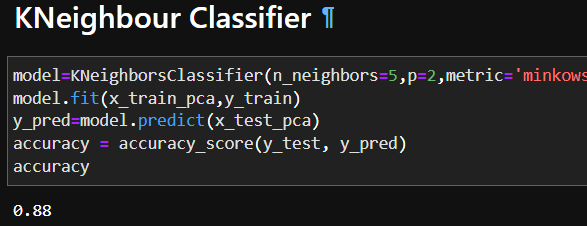 KNeighbour Classifier ¶
model=KNeighborsClassifier(n_neighbors=5,p=2,metric='minkows
model.fit(x_train_pca,y_train)
y_pred=model.predict(x_test_pca)
accuracy = accuracy_score(y_test, y_pred)
accuracy
0.88